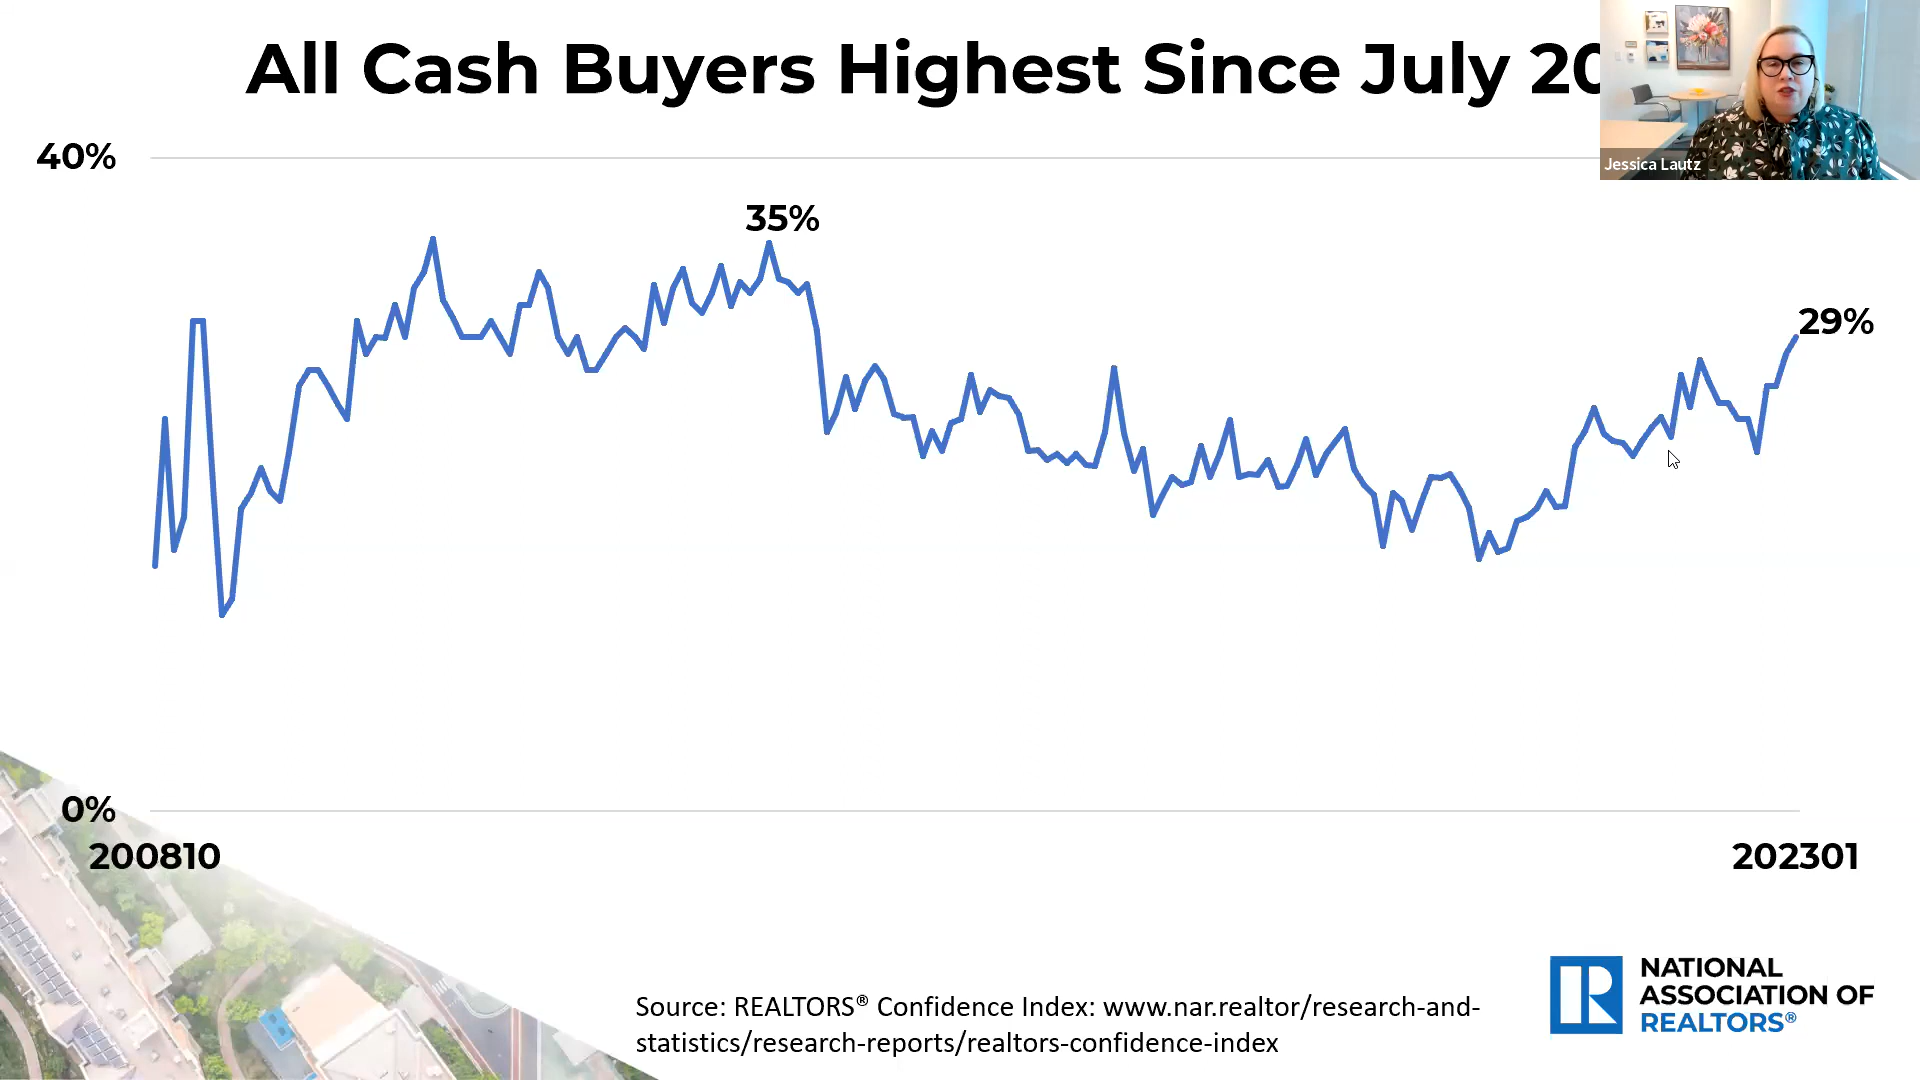 All Cash Buyers Highest Since July
Jessica Lautz
40%
35%
29%
0%
200810
202301
Source: REALTORS® Confidence Index: www.nar.realtor/research-and-
statistics/research-reports/realtors-confidence-index
NATIONAL
ASSOCIATION OF
REALTORS®